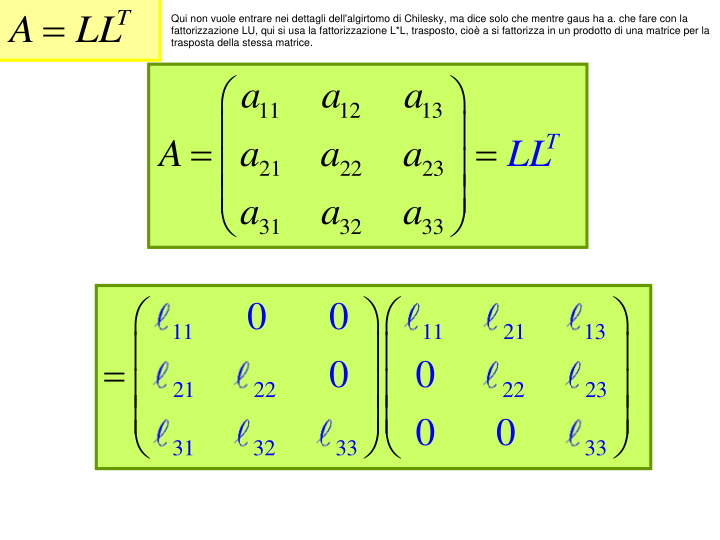 A = LL^T
Qui non vuole entrare nei dettagli dell'algirtomo di Chilesky, ma dice solo che mentre gaus ha a. che fare con la
fattorizzazione LU, qui si usa la fattorizzazione L*L, trasposto, cioè a si fattorizza in un prodotto di una matrice per la
trasposta della stessa matrice.
a₁₁ a₁₂ a₁₃
A = a₂₁ a₂₂ a₂₃ = LL^T
a₃₁ a₃₂ a₃₃
ℓ₁₁ 0 0 ℓ₁₁ ℓ₂₁ ℓ₁₃
= ℓ₂₁ ℓ₂₂ 0 0 ℓ₂₂ ℓ₂₃
ℓ₃₁ ℓ₃₂ ℓ₃₃ 0 0 ℓ₃₃